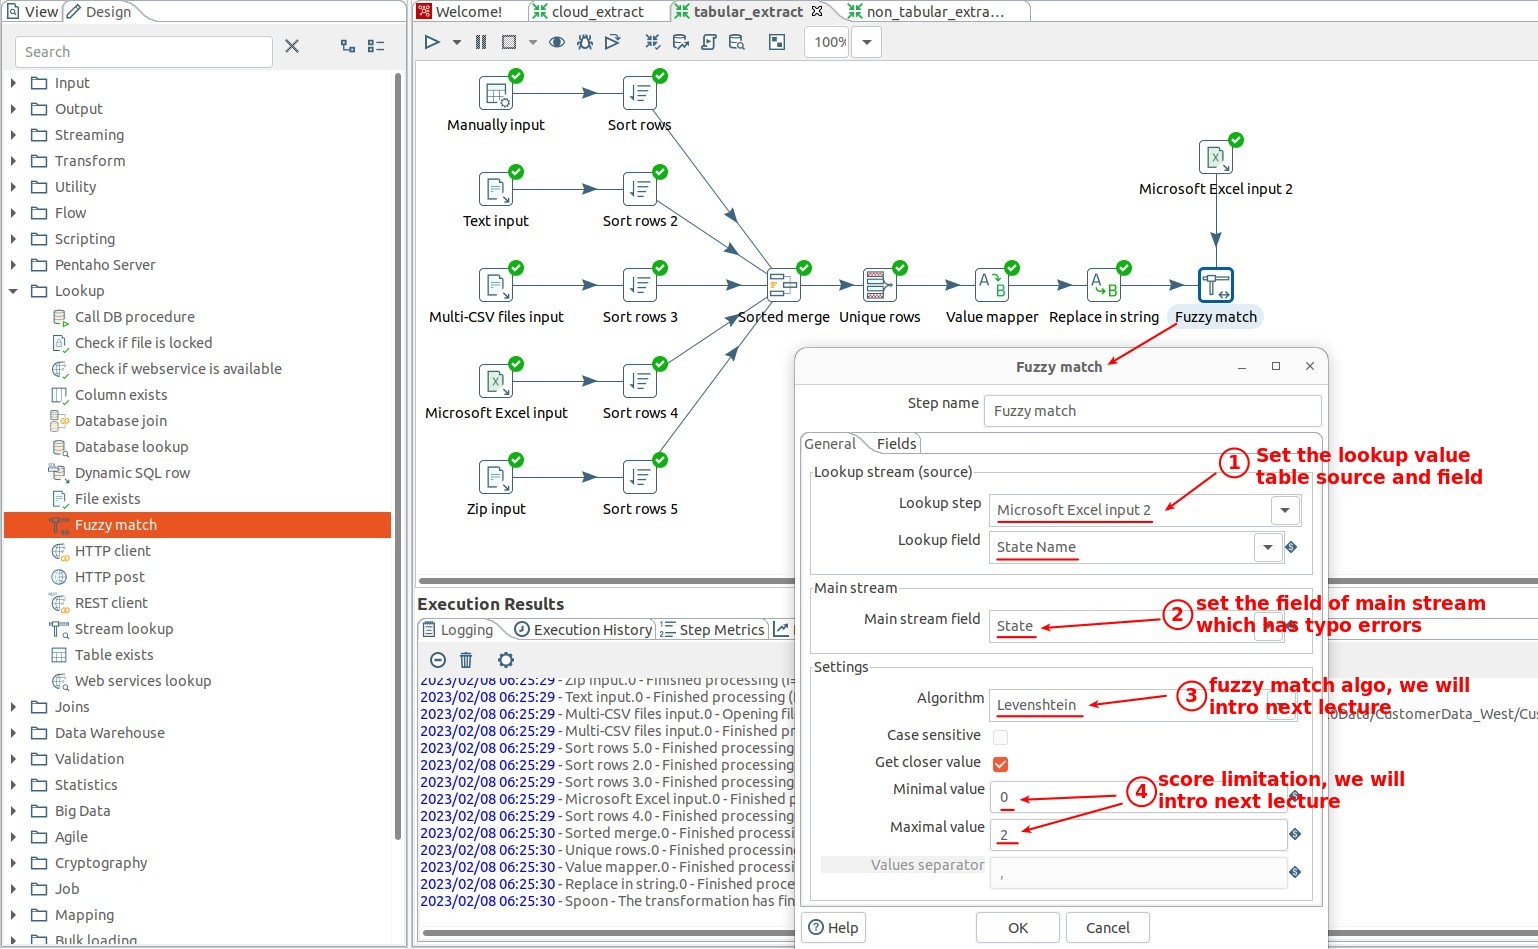 View
Design
Welcome!
cloud_extract
tabular_extract
non_tabular_extra...
Search
100%
Input
Output
Streaming
Transform
Utility
Flow
Scripting
Pentaho Server
Lookup
Call DB procedure
Check if file is locked
Check if webservice is available
Column exists
Database join
Database lookup
Dynamic SQL row
File exists
Fuzzy match
HTTP client
HTTP post
REST client
Stream lookup
Table exists
Web services lookup
Joins
Data Warehouse
Validation
Statistics
Big Data
Agile
Cryptography
Job
Mapping
Bulk loading
Manually input
Sort rows
Text input
Sort rows 2
Multi-CSV files input
Sort rows 3
Sorted merge
Unique rows
Value mapper
Replace in string
Fuzzy match
Microsoft Excel input 2
Microsoft Excel input
Sort rows 4
Zip input
Sort rows 5
Execution Results
Logging
Execution History
Step Metrics
2023/02/08 06:25:29 - Zip input.0 - Finished processing (I=
2023/02/08 06:25:29 - Text input.0 - Finished processing (
2023/02/08 06:25:29 - Multi-CSV files input.0 - Opening fil
2023/02/08 06:25:29 - Multi-CSV files input.0 - Finished pr
2023/02/08 06:25:29 - Sort rows 5.0 - Finished processing
2023/02/08 06:25:29 - Sort rows 2.0 - Finished processing
2023/02/08 06:25:29 - Sort rows 3.0 - Finished processing
2023/02/08 06:25:29 - Microsoft Excel input.0 - Finished p
2023/02/08 06:25:29 - Sort rows 4.0 - Finished processing
2023/02/08 06:25:30 - Sorted merge.0 - Finished processi
2023/02/08 06:25:30 - Unique rows.0 - Finished processin
2023/02/08 06:25:30 - Value mapper.0 - Finished processi
2023/02/08 06:25:30 - Replace in string.0 - Finished proce
2023/02/08 06:25:30 - Spoon - The transformation has fin
Data/CustomerData_West/Cus
Fuzzy match
Step name
Fuzzy match
General
Fields
Lookup stream (source)
Lookup step
Microsoft Excel input 2
Lookup field
State Name
Main stream
Main stream field
State
Settings
Algorithm
Levenshtein
Case sensitive
Get closer value
Minimal value
0
Maximal value
2
Values separator
,
Help
OK
Cancel
1 Set the lookup value
table source and field
2 set the field of main stream
which has typo errors
3 fuzzy match algo, we will
intro next lecture
4 score limitation, we will
intro next lecture